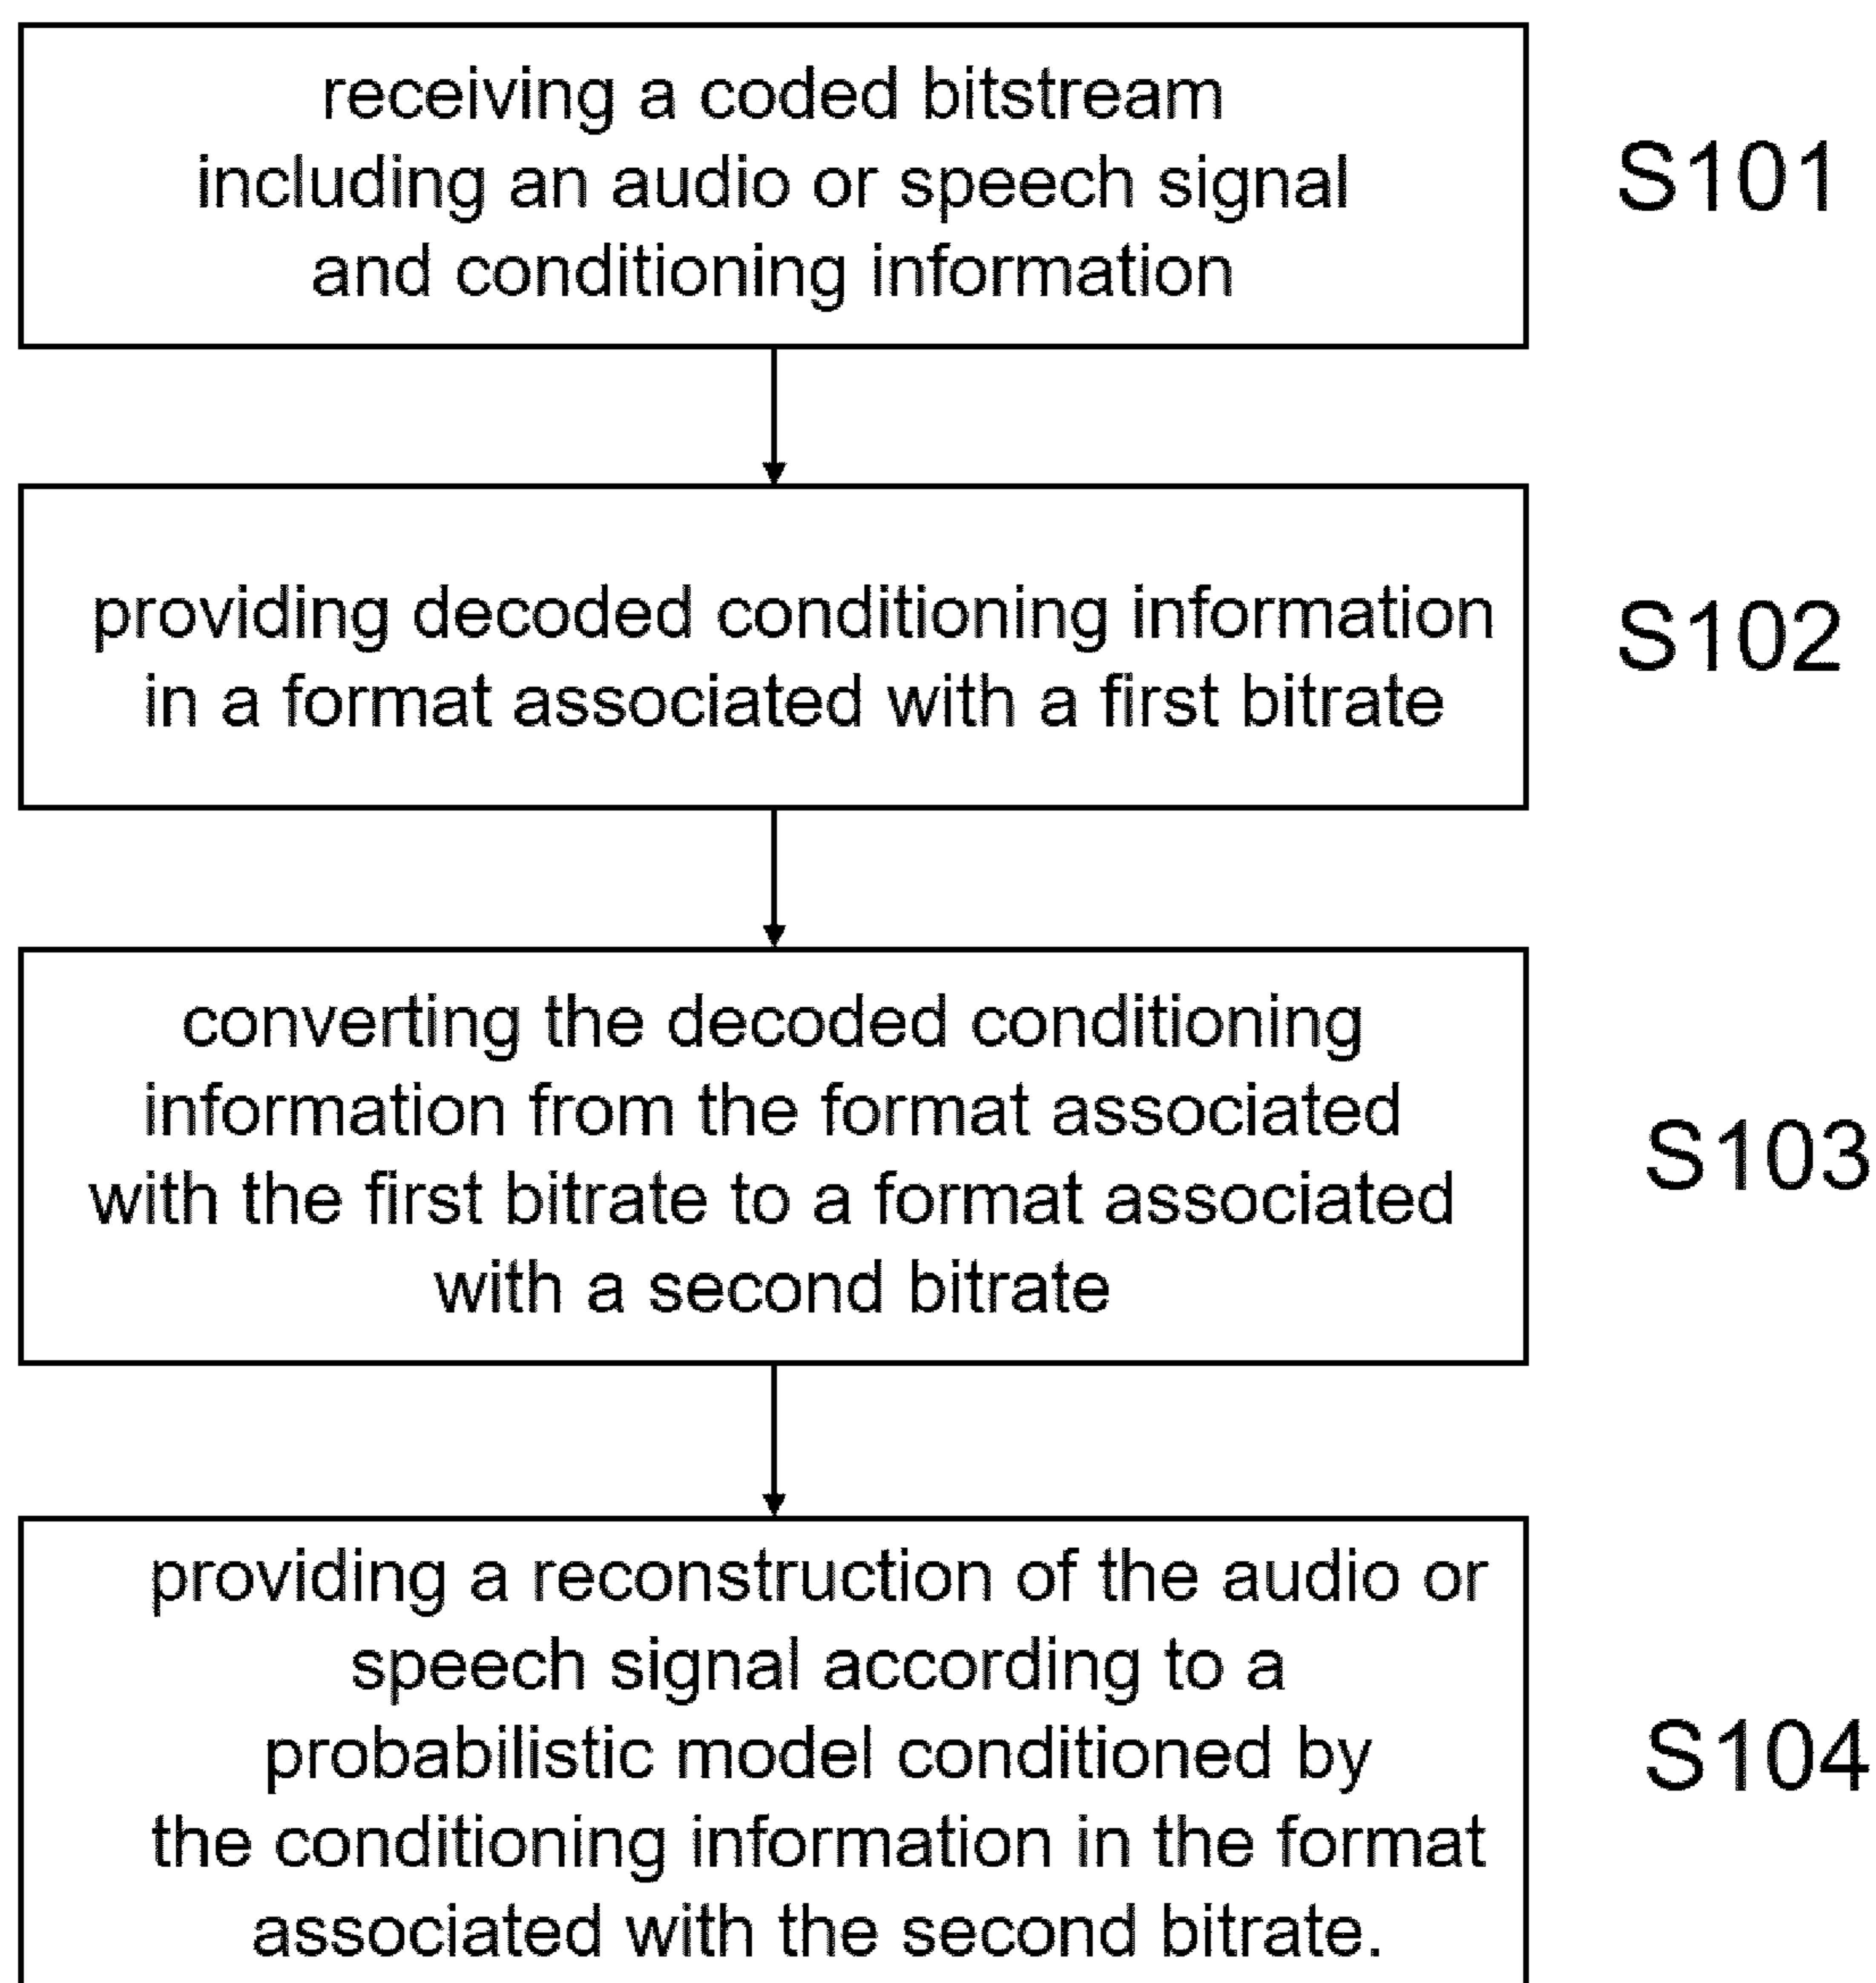 receiving a coded bitstream
including an audio or speech signal
and conditioning information
S101
providing decoded conditioning information
in a format associated with a first bitrate
S102
converting the decoded conditioning
information from the format associated
with the first bitrate to a format associated
with a second bitrate
S103
providing a reconstruction of the audio or
speech signal according to a
probabilistic model conditioned by
the conditioning information in the format
associated with the second bitrate.
S104